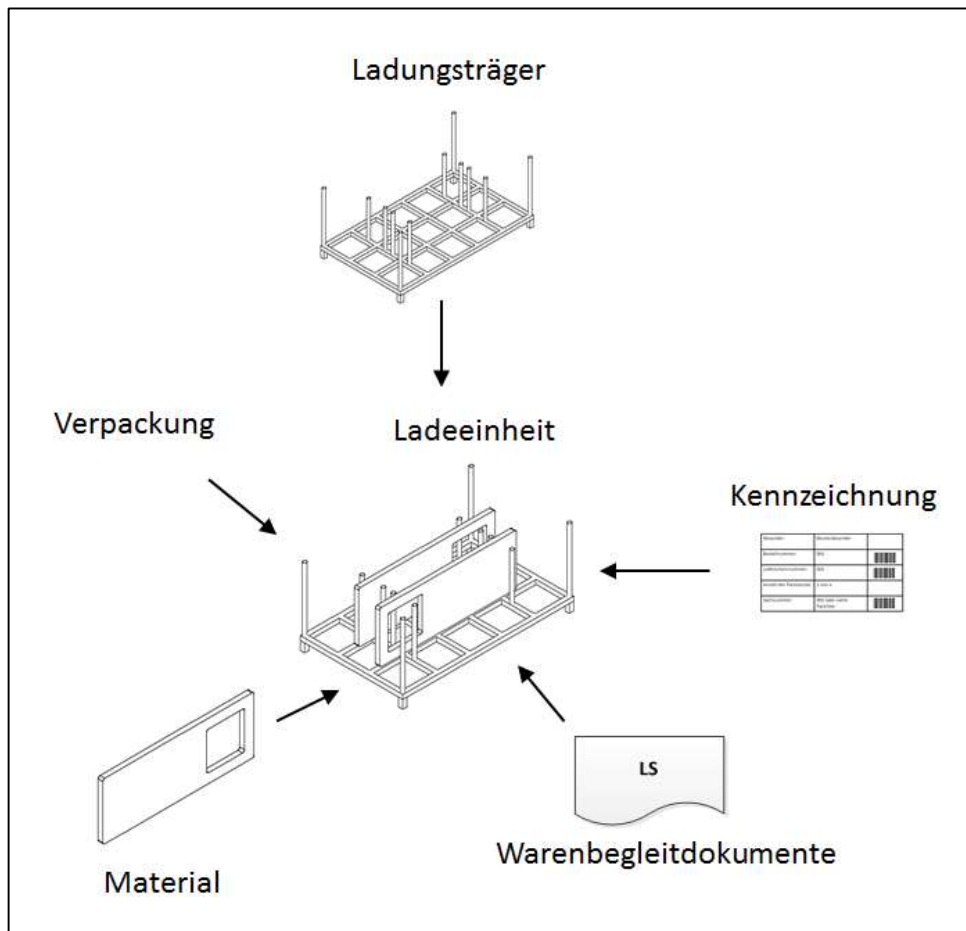 Ladungsträger
Verpackung
Ladeeinheit
Kennzeichnung
LS
Warenbegleitdokumente
Material